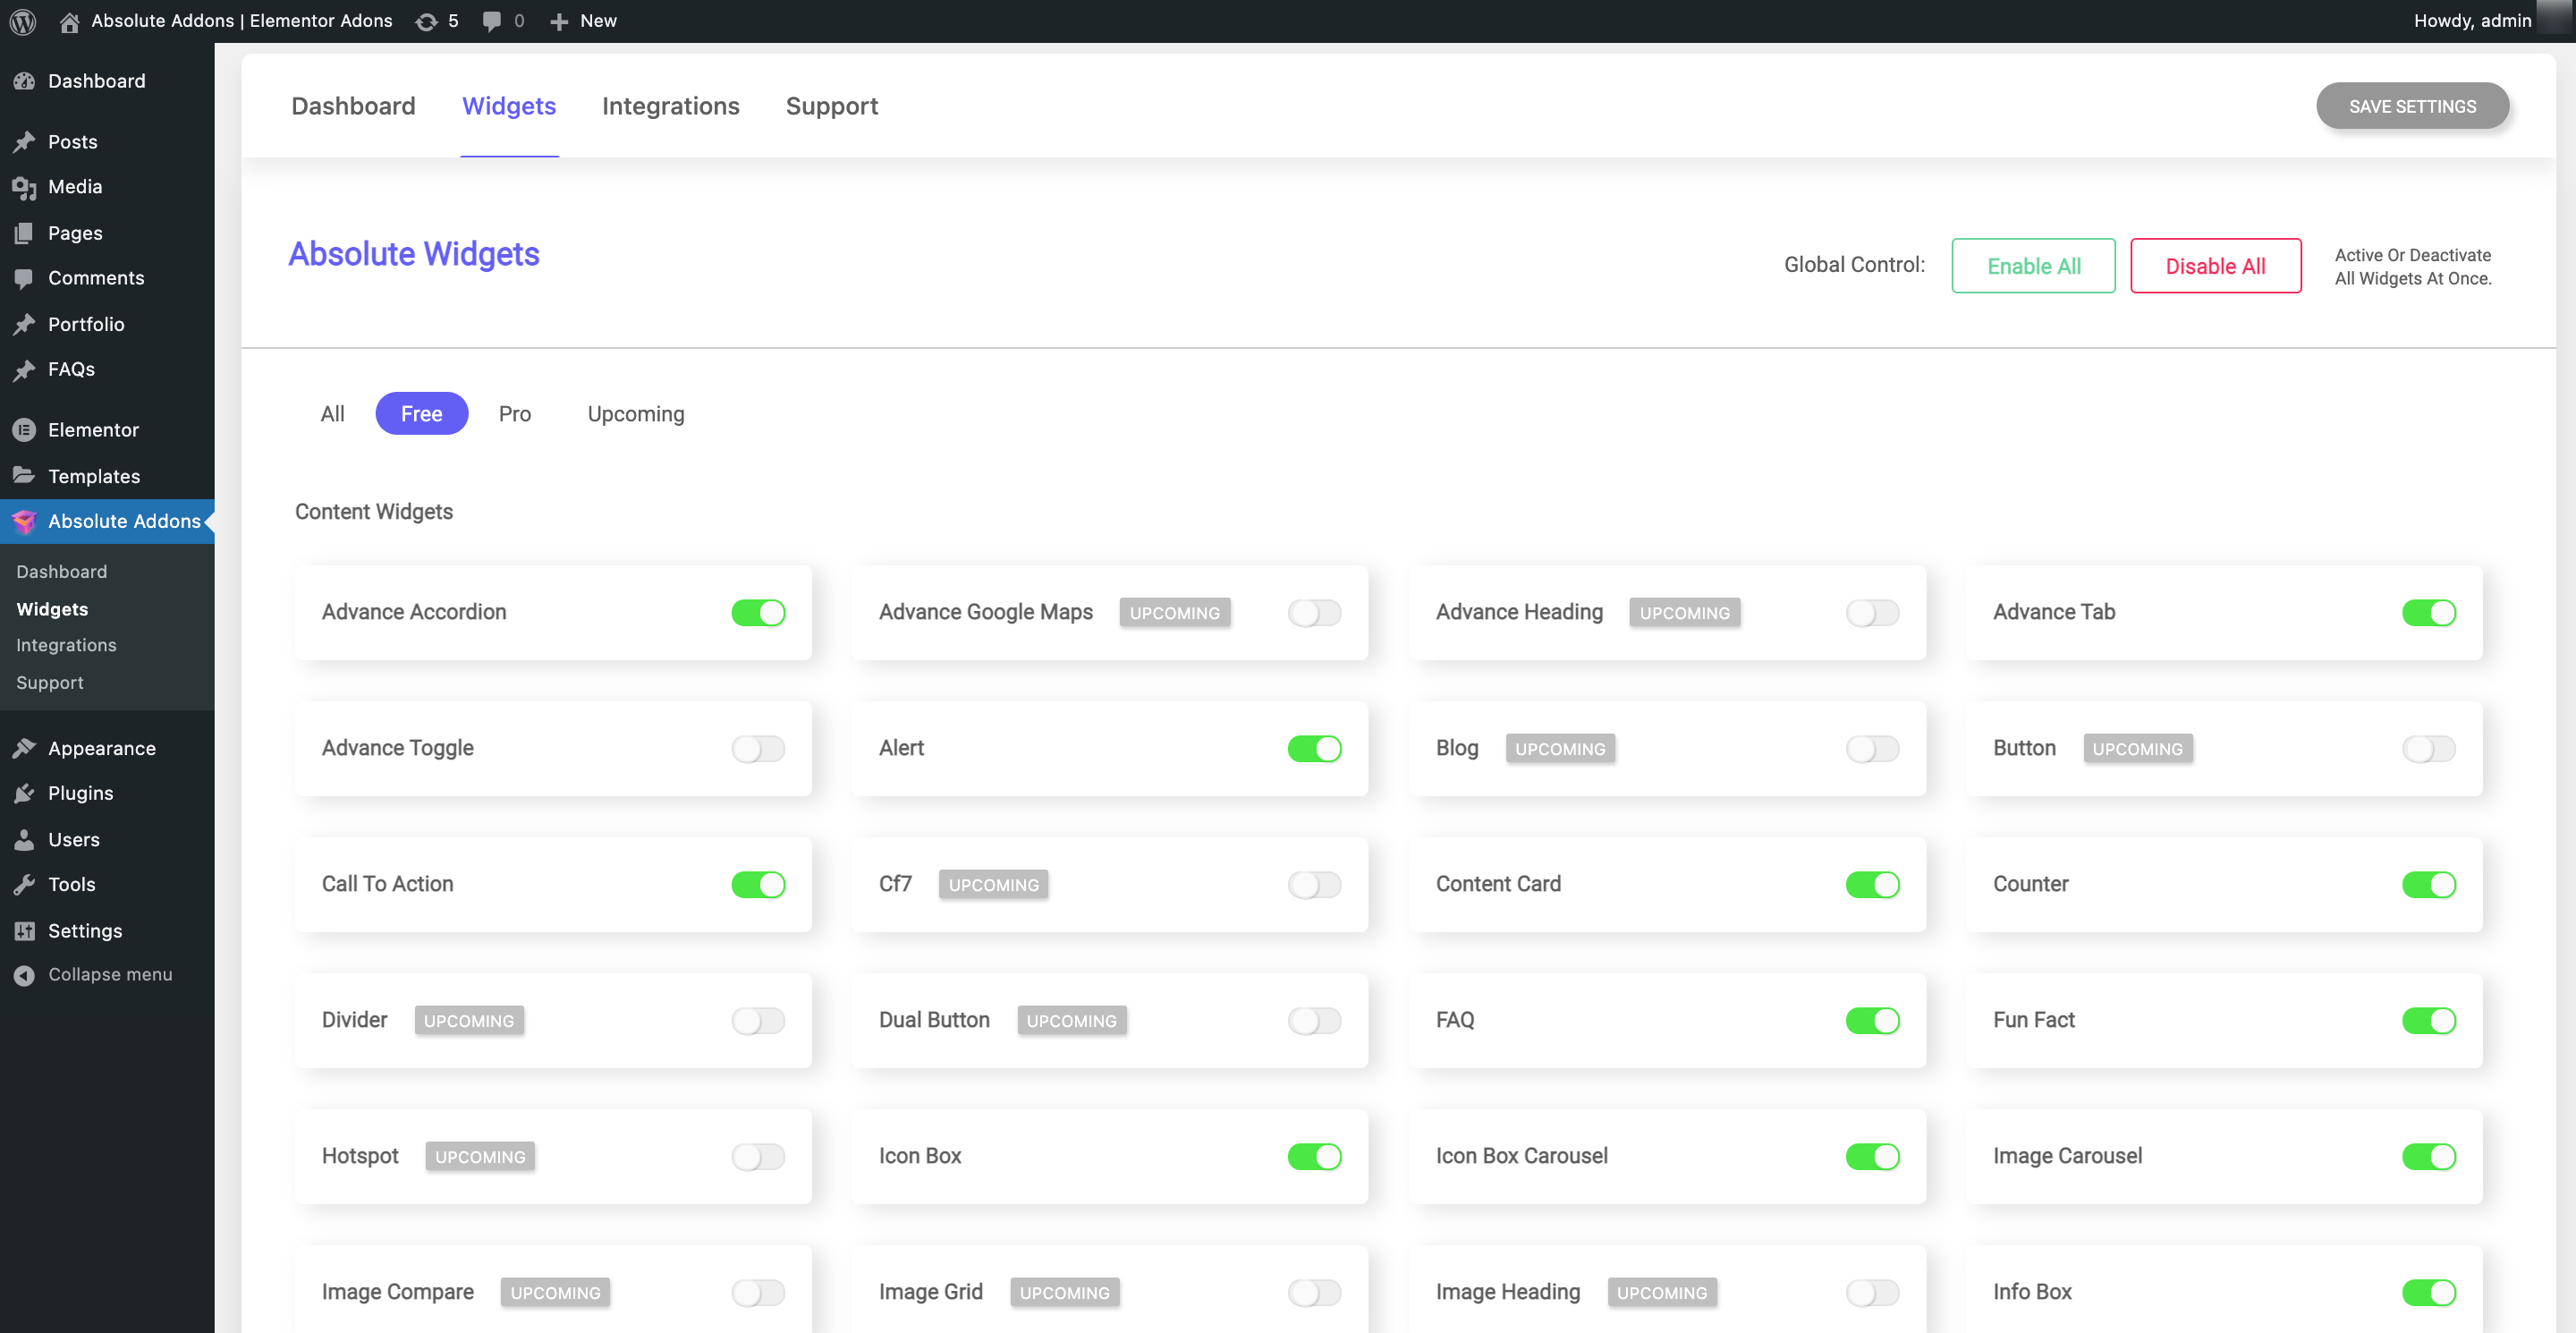 Absolute Addons | Elementor Adons 5 0 New Howdy, admin
Dashboard
Posts
Media
Pages
Comments
Portfolio
FAQs
Elementor
Templates
Absolute Addons
Dashboard
Widgets
Integrations
Support
Appearance
Plugins
Users
Tools
Settings
Collapse menu
Dashboard Widgets Integrations Support SAVE SETTINGS
Absolute Widgets
Global Control: Enable All Disable All
Active Or Deactivate
All Widgets At Once.
All Free Pro Upcoming
Content Widgets
Advance Accordion
Advance Google Maps UPCOMING
Advance Heading UPCOMING
Advance Tab
Advance Toggle
Alert
Blog UPCOMING
Button UPCOMING
Call To Action
Cf7 UPCOMING
Content Card
Counter
Divider UPCOMING
Dual Button UPCOMING
FAQ
Fun Fact
Hotspot UPCOMING
Icon Box
Icon Box Carousel
Image Carousel
Image Compare UPCOMING
Image Grid UPCOMING
Image Heading UPCOMING
Info Box